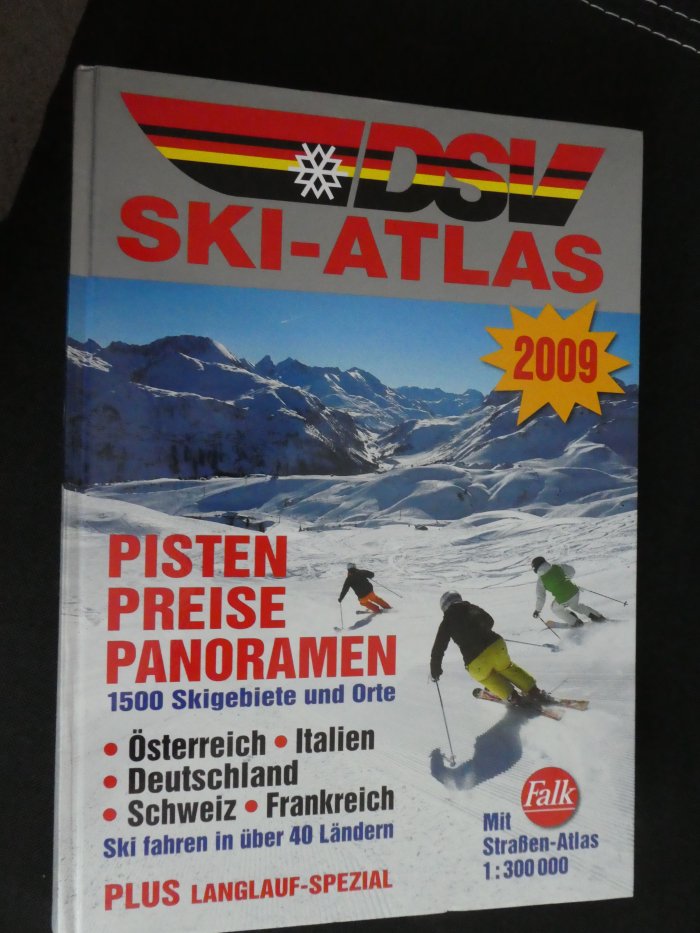 DSV
SKI-ATLAS
2009
PISTEN
PREISE
PANORAMEN
1500 Skigebiete und Orte
• Österreich • Italien
• Deutschland
• Schweiz • Frankreich
Ski fahren in über 40 Ländern
PLUS LANGLAUF-SPEZIAL
Falk
Mit
Straßen-Atlas
1:300 000